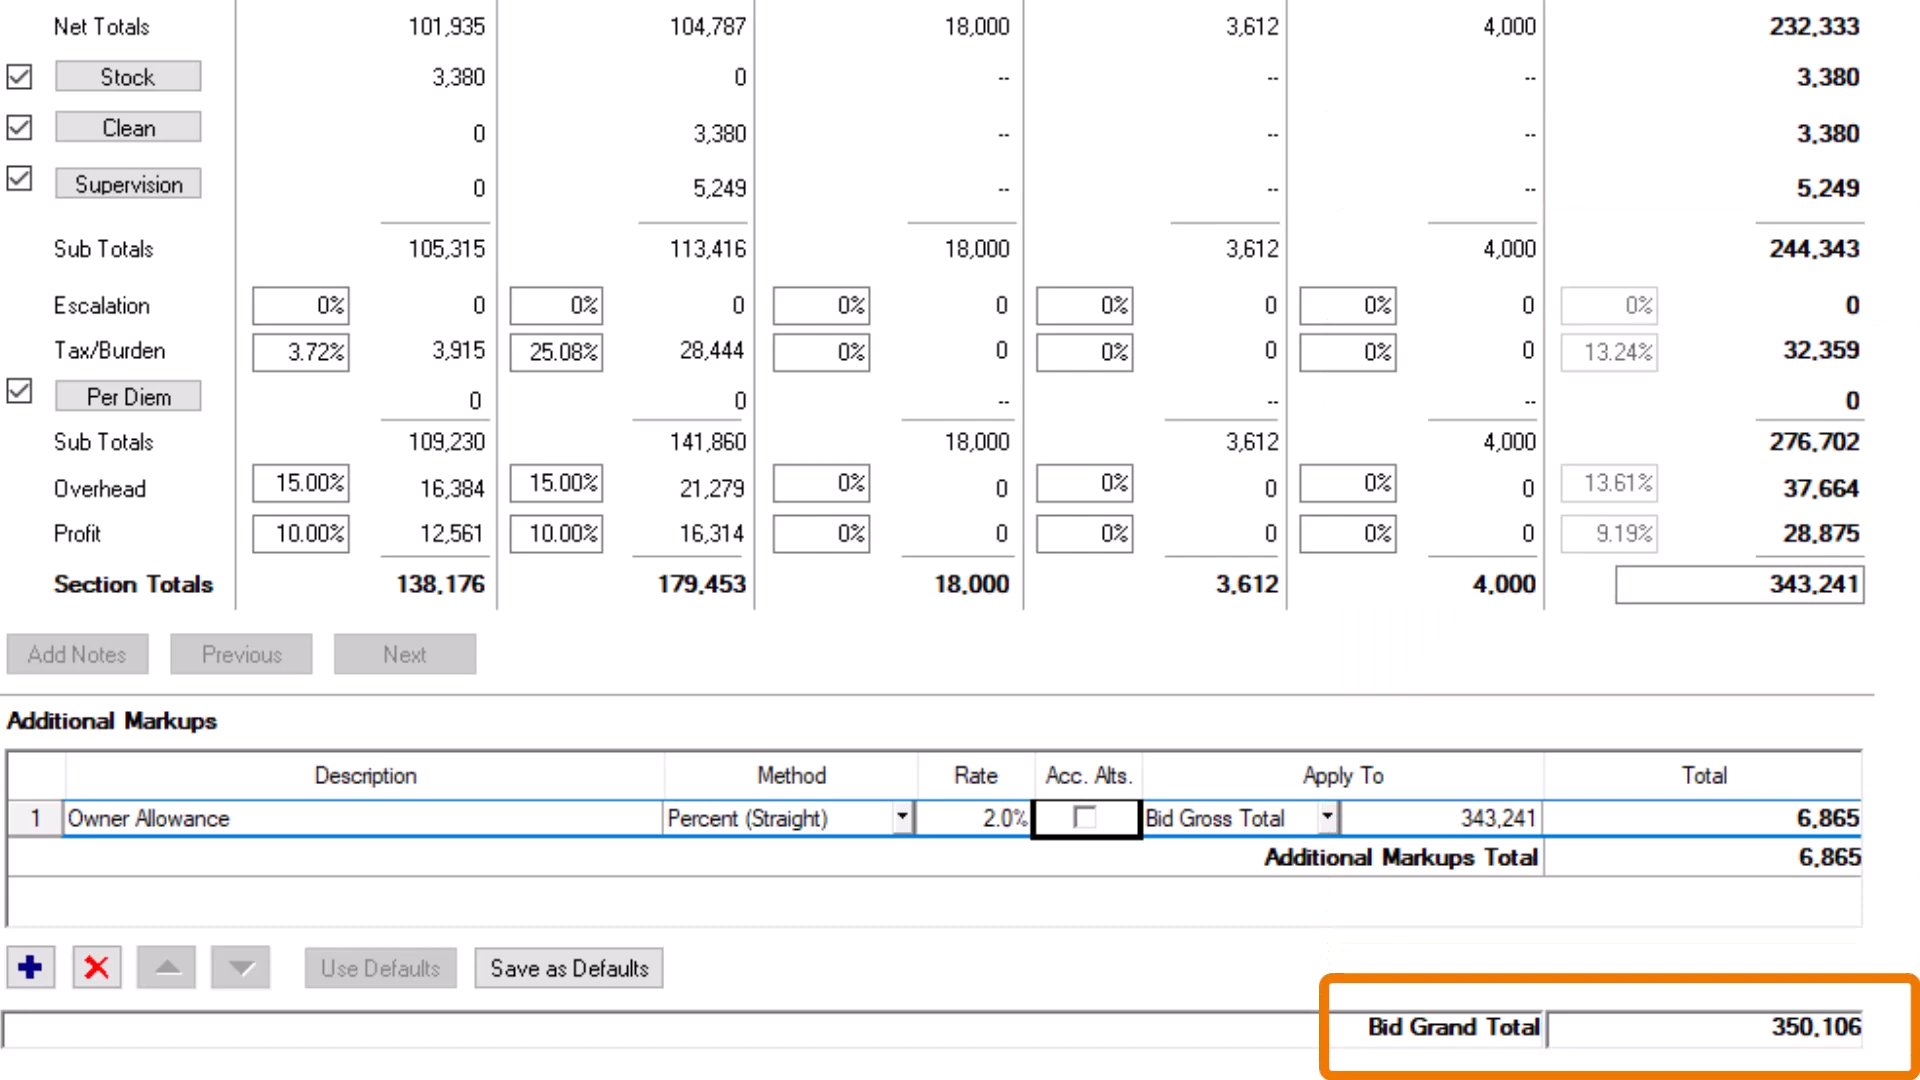 Net Totals 101,935 104,787 18,000 3,612 4,000 232,333
Stock 3,380 0 -- -- -- 3,380
Clean 0 3,380 -- -- -- 3,380
Supervision 0 5,249 -- -- -- 5,249
Sub Totals 105,315 113,416 18,000 3,612 4,000 244,343
Escalation 0% 0 0% 0 0% 0 0% 0 0% 0 0% 0
Tax/Burden 3.72% 3,915 25.08% 28,444 0% 0 0% 0 0% 0 13.24% 32,359
Per Diem 0 0 -- -- -- 0
Sub Totals 109,230 141,860 18,000 3,612 4,000 276,702
Overhead 15.00% 16,384 15.00% 21,279 0% 0 0% 0 0% 0 13.61% 37,664
Profit 10.00% 12,561 10.00% 16,314 0% 0 0% 0 0% 0 9.19% 28,875
Section Totals 138,176 179,453 18,000 3,612 4,000 343,241
Add Notes Previous Next
Additional Markups
Description Method Rate Acc. Alts. Apply To Total
1 Owner Allowance Percent (Straight) 2.0% Bid Gross Total 343,241 6,865
Additional Markups Total 6,865
Use Defaults Save as Defaults
Bid Grand Total 350,106